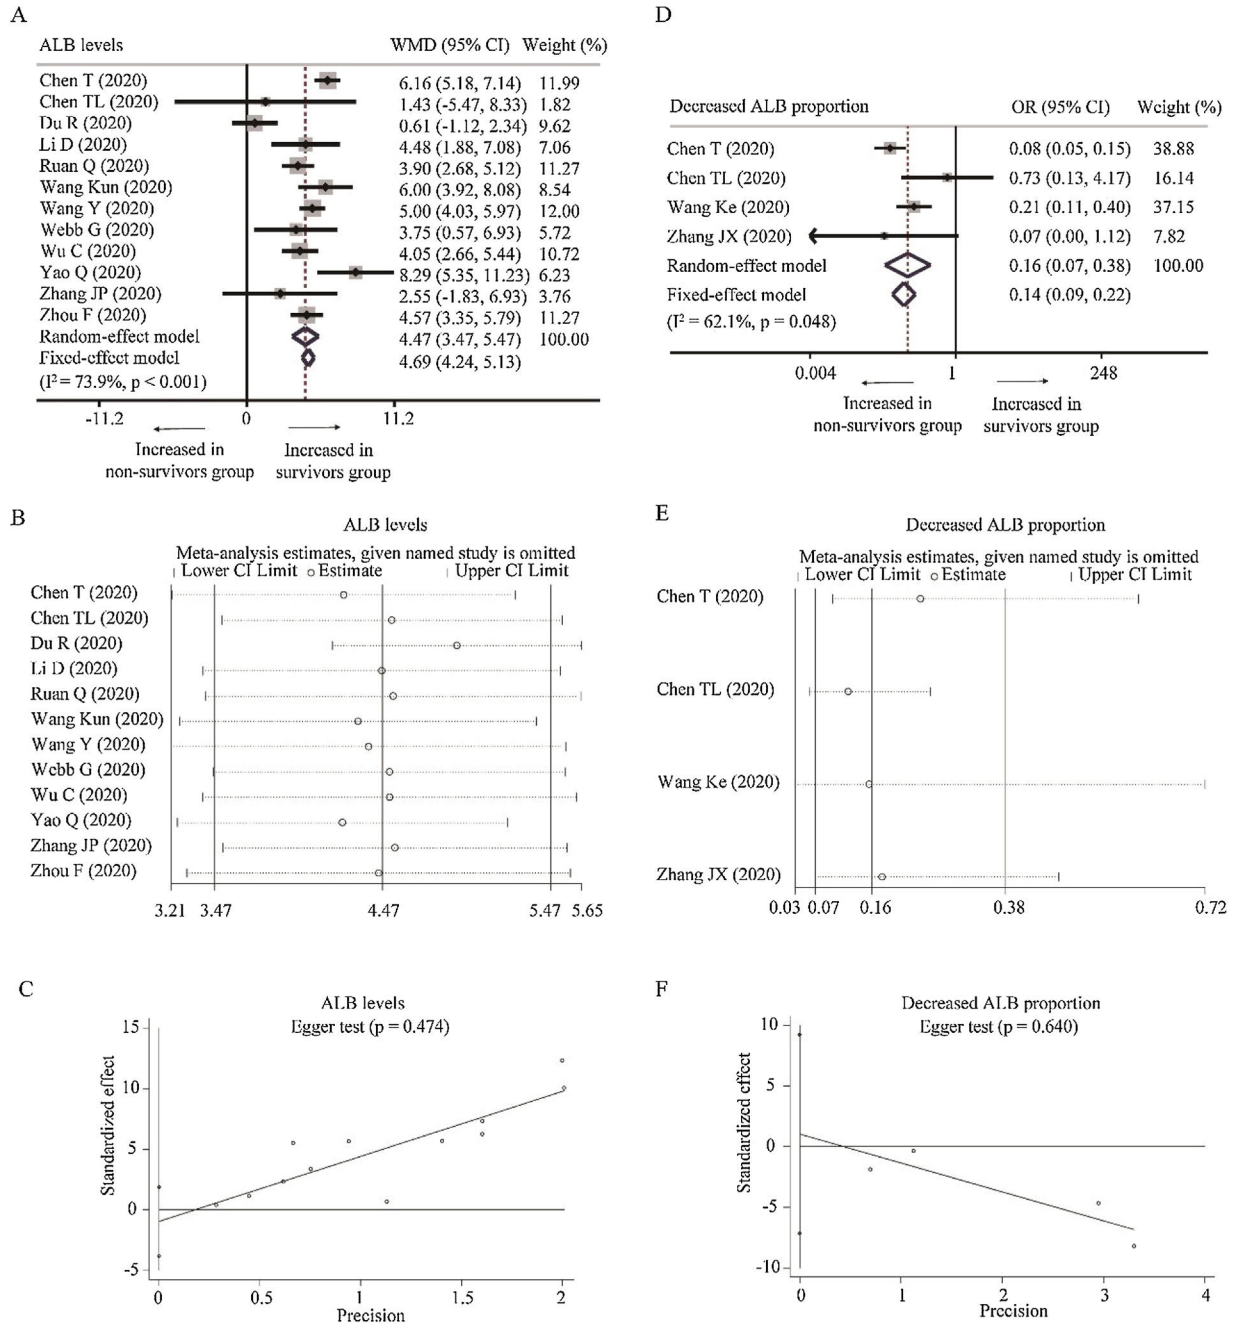 A
ALB levels WMD (95% CI) Weight (%)
Chen T (2020) 6.16 (5.18, 7.14) 11.99
Chen TL (2020) 1.43 (-5.47, 8.33) 1.82
Du R (2020) 0.61 (-1.12, 2.34) 9.62
Li D (2020) 4.48 (1.88, 7.08) 7.06
Ruan Q (2020) 3.90 (2.68, 5.12) 11.27
Wang Kun (2020) 6.00 (3.92, 8.08) 8.54
Wang Y (2020) 5.00 (4.03, 5.97) 12.00
Webb G (2020) 3.75 (0.57, 6.93) 5.72
Wu C (2020) 4.05 (2.66, 5.44) 10.72
Yao Q (2020) 8.29 (5.35, 11.23) 6.23
Zhang JP (2020) 2.55 (-1.83, 6.93) 3.76
Zhou F (2020) 4.57 (3.35, 5.79) 11.27
Random-effect model 4.47 (3.47, 5.47) 100.00
Fixed-effect model 4.69 (4.24, 5.13)
(I² = 73.9%, p < 0.001)
-11.2 0 11.2
Increased in Increased in
non-survivors group survivors group
D
Decreased ALB proportion OR (95% CI) Weight (%)
Chen T (2020) 0.08 (0.05, 0.15) 38.88
Chen TL (2020) 0.73 (0.13, 4.17) 16.14
Wang Ke (2020) 0.21 (0.11, 0.40) 37.15
Zhang JX (2020) 0.07 (0.00, 1.12) 7.82
Random-effect model 0.16 (0.07, 0.38) 100.00
Fixed-effect model 0.14 (0.09, 0.22)
(I² = 62.1%, p = 0.048)
0.004 1 248
Increased in Increased in
non-survivors group survivors group
B
ALB levels
Meta-analysis estimates, given named study is omitted
Lower CI Limit Estimate Upper CI Limit
Chen T (2020)
Chen TL (2020)
Du R (2020)
Li D (2020)
Ruan Q (2020)
Wang Kun (2020)
Wang Y (2020)
Webb G (2020)
Wu C (2020)
Yao Q (2020)
Zhang JP (2020)
Zhou F (2020)
3.21 3.47 4.47 5.47 5.65
E
Decreased ALB proportion
Meta-analysis estimates, given named study is omitted
Lower CI Limit Estimate Upper CI Limit
Chen T (2020)
Chen TL (2020)
Wang Ke (2020)
Zhang JX (2020)
0.03 0.07 0.16 0.38 0.72
C
ALB levels
Egger test (p = 0.474)
Standardized effect
15
10
5
0
-5
0 0.5 1 1.5 2
Precision
F
Decreased ALB proportion
Egger test (p = 0.640)
Standardized effect
10
5
0
-5
-10
0 1 2 3 4
Precision